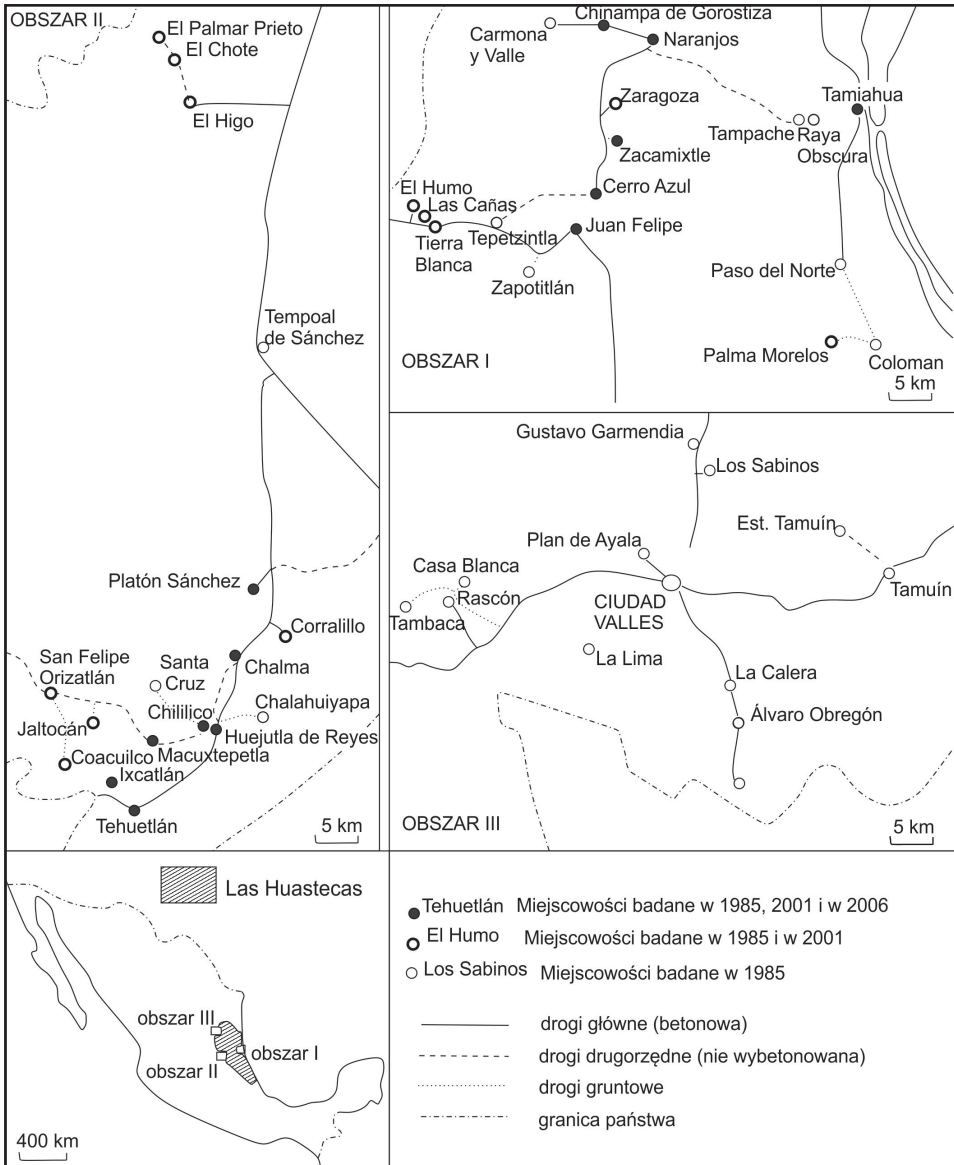 OBSZAR II
El Palmar Prieto
El Chote
El Higo
Tempoal
de Sánchez
Platón Sánchez
Corralillo
Chalma
San Felipe
Orizatlán
Santa
Cruz
Chalahuiyapa
Chililico
Jaltocán
Huejutla de Reyes
Macuxtepetla
Coacuilco
Ixcatlán
Tehuetlán
5 km
Chinampa de Gorostiza
Carmona
y Valle
Naranjos
Zaragoza
Tamiahua
Tampache
Raya
Obscura
Zacamixtle
El Humo
Las Cañas
Cerro Azul
Tierra
Blanca
Tepetzintla
Juan Felipe
Zapotitlán
Paso del Norte
Palma Morelos
Coloman
OBSZAR I
5 km
Gustavo Garmendia
Los Sabinos
Est. Tamuín
Plan de Ayala
Casa Blanca
Rascón
Tambaca
CIUDAD
VALLES
Tamuín
La Lima
La Calera
Álvaro Obregón
OBSZAR III
5 km
Las Huastecas
obszar III
obszar I
obszar II
400 km
Tehuetlán Miejscowości badane w 1985, 2001 i w 2006
El Humo Miejscowości badane w 1985 i w 2001
Los Sabinos Miejscowości badane w 1985
drogi główne (betonowa)
drogi drugorzędne (nie wybetonowana)
drogi gruntowe
granica państwa